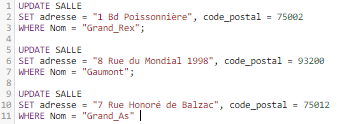 1 UPDATE SALLE
2 SET adresse = "1 Bd Poissonnière", code_postal = 75002
3 WHERE Nom = "Grand_Rex";
4
5 UPDATE SALLE
6 SET adresse = "8 Rue du Mondial 1998", code_postal = 93200
7 WHERE Nom = "Gaumont";
8
9 UPDATE SALLE
10 SET adresse = "7 Rue Honoré de Balzac", code_postal = 75012
11 WHERE Nom = "Grand_As"